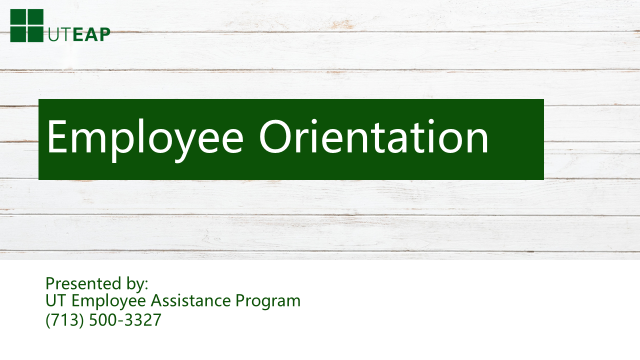 UTEAP
Employee Orientation
Presented by:
UT Employee Assistance Program
(713) 500-3327